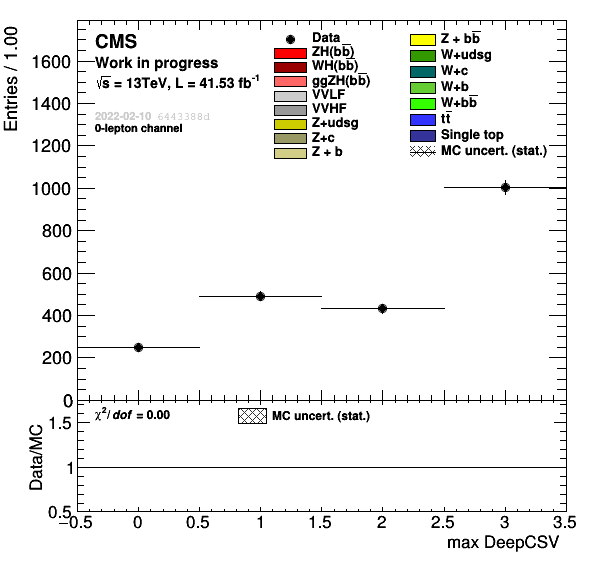 CMS
Work in progress
√s = 13TeV, L = 41.53 fb⁻¹
2022-02-10 6443388d
0-lepton channel
Data
ZH(bb̅)
WH(bb̅)
ggZH(bb̅)
VVLF
VVHF
Z+udsg
Z+c
Z + b
Z + bb̅
W+udsg
W+c
W+b
W+bb̅
tt̅
Single top
MC uncert. (stat.)
Entries / 1.00
1600
1400
1200
1000
800
600
400
200
0
χ²/dof = 0.00
MC uncert. (stat.)
Data/MC
1.5
1
0.5
−0.5 0 0.5 1 1.5 2 2.5 3 3.5
max DeepCSV